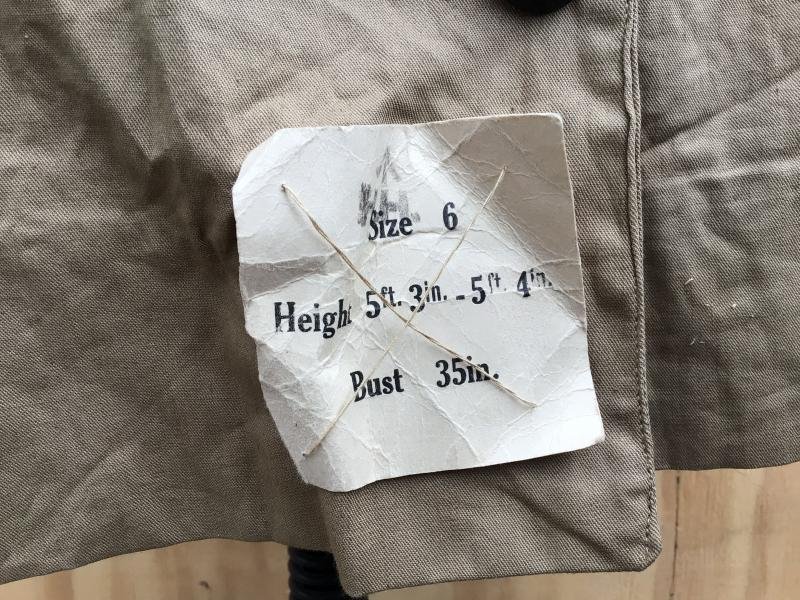 Size 6
Height 5ft. 3in. - 5ft. 4in.
Bust 35in.